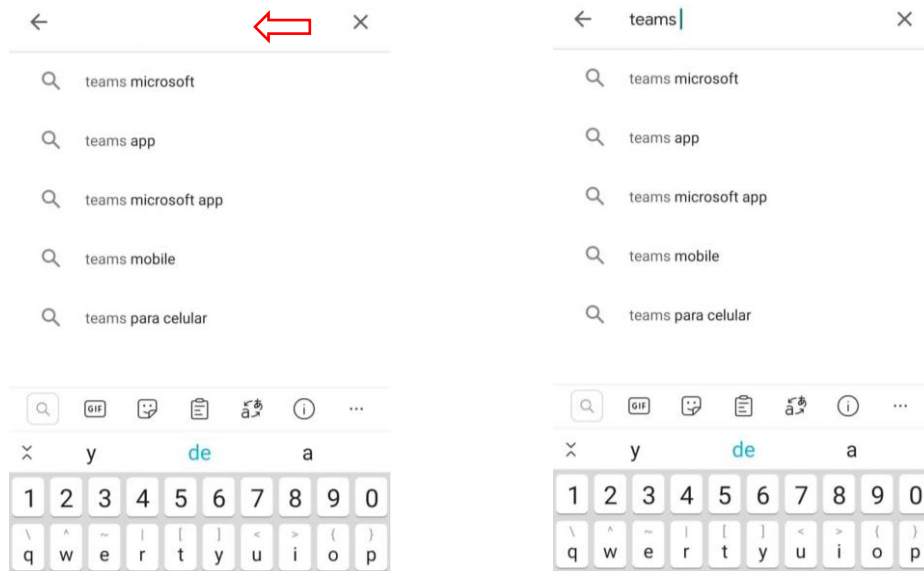 teams microsoft
teams app
teams microsoft app
teams mobile
teams para celular
GIF
y de a
1 2 3 4 5 6 7 8 9 0
\ ^ ~ | [ ] < > { }
q w e r t y u i o p
teams
teams microsoft
teams app
teams microsoft app
teams mobile
teams para celular
GIF
y de a
1 2 3 4 5 6 7 8 9 0
\ ^ ~ | [ ] < > { }
q w e r t y u i o p